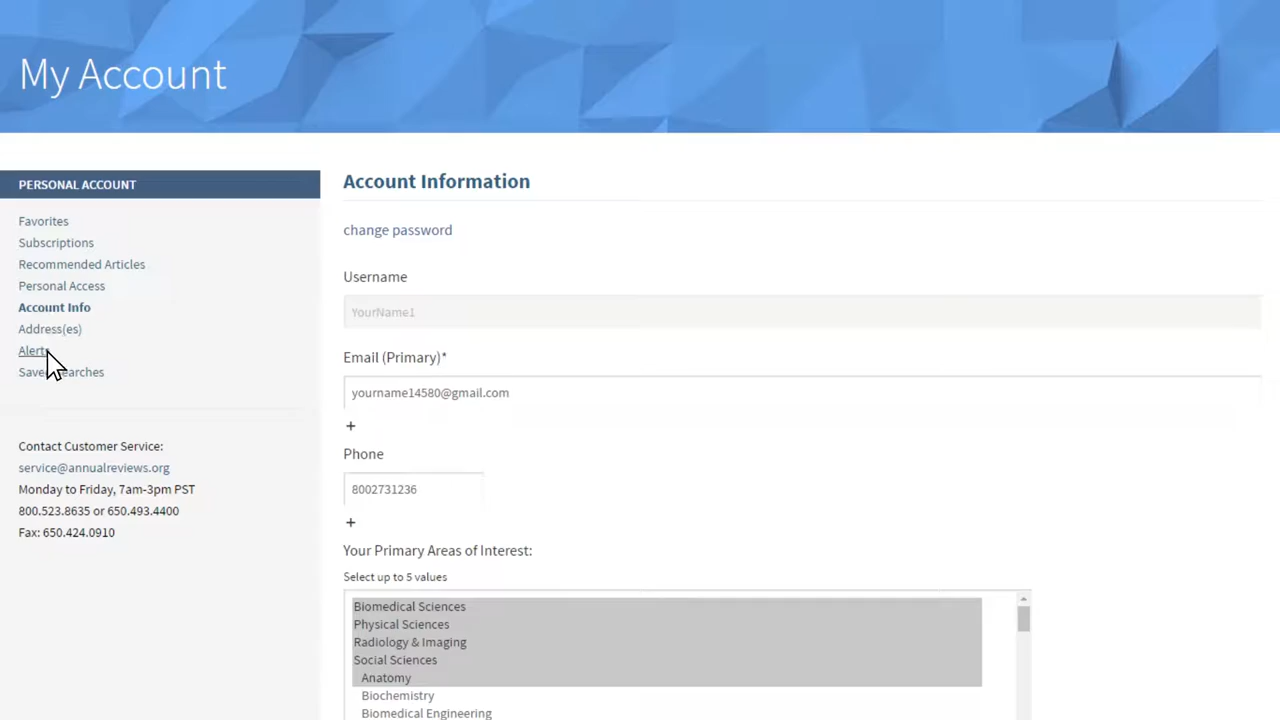 My Account
PERSONAL ACCOUNT
Favorites
Subscriptions
Recommended Articles
Personal Access
Account Info
Address(es)
Alerts
Saved Searches
Contact Customer Service:
service@annualreviews.org
Monday to Friday, 7am-3pm PST
800.523.8635 or 650.493.4400
Fax: 650.424.0910
Account Information
change password
Username
YourName1
Email (Primary)*
yourname14580@gmail.com
+
Phone
8002731236
+
Your Primary Areas of Interest:
Select up to 5 values
Biomedical Sciences
Physical Sciences
Radiology & Imaging
Social Sciences
Anatomy
Biochemistry
Biomedical Engineering